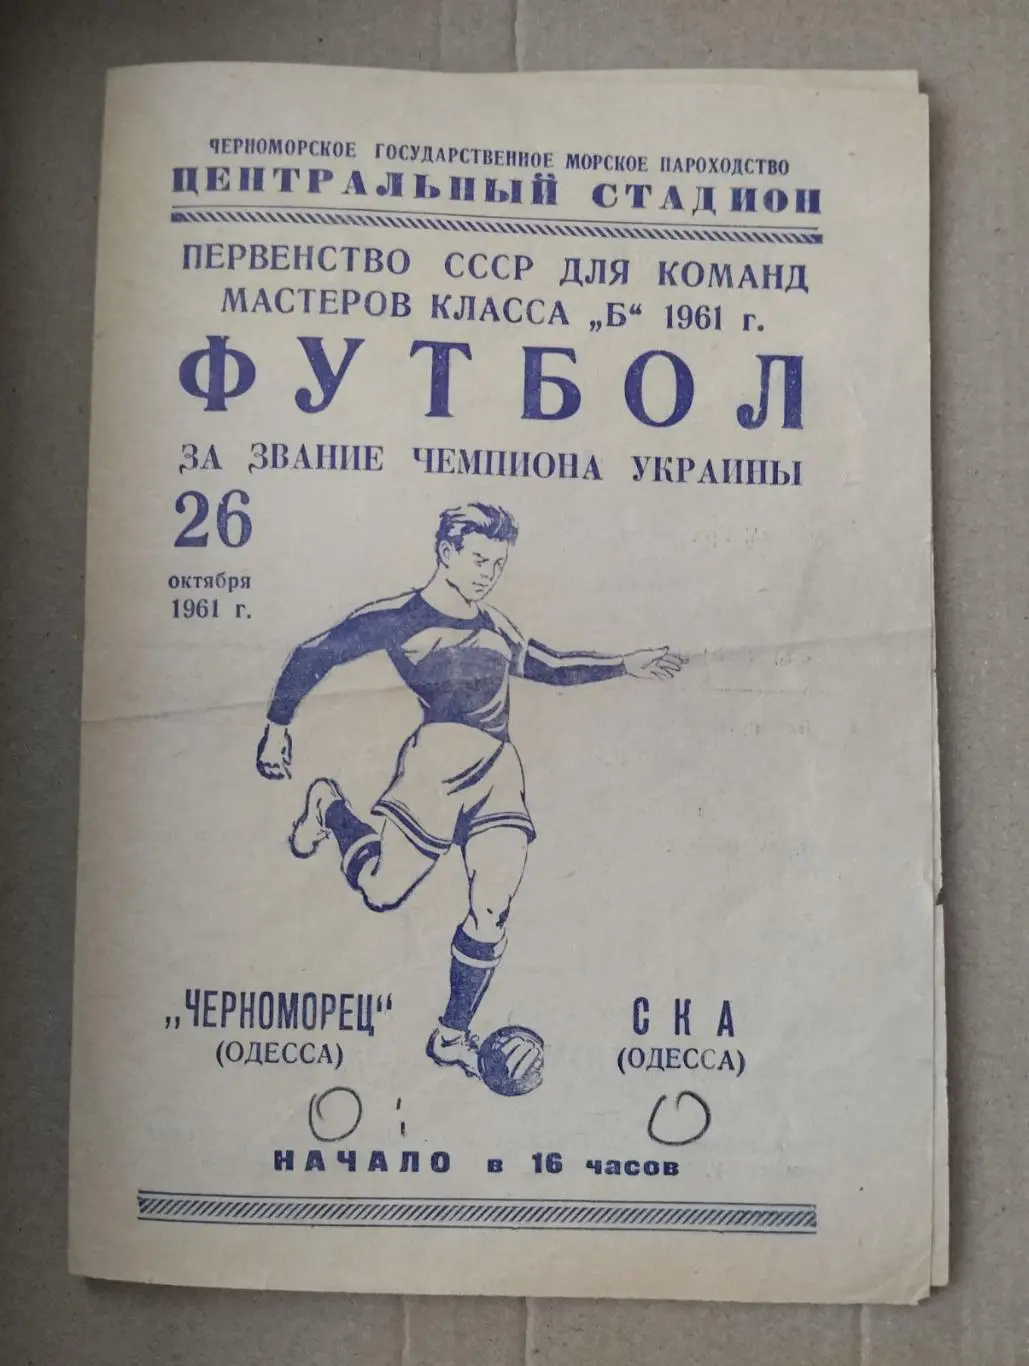 ЧЕРНОМОРСКОЕ ГОСУДАРСТВЕННОЕ МОРСКОЕ ПАРОХОДСТВО
ЦЕНТРАЛЬНЫЙ СТАДИОН
ПЕРВЕНСТВО СССР ДЛЯ КОМАНД
МАСТЕРОВ КЛАССА „Б“ 1961 г.
ФУТБОЛ
ЗА ЗВАНИЕ ЧЕМПИОНА УКРАИНЫ
26
октября
1961 г.
„ЧЕРНОМОРЕЦ“ СКА
(ОДЕССА) (ОДЕССА)
0 : 0
НАЧАЛО в 16 часов